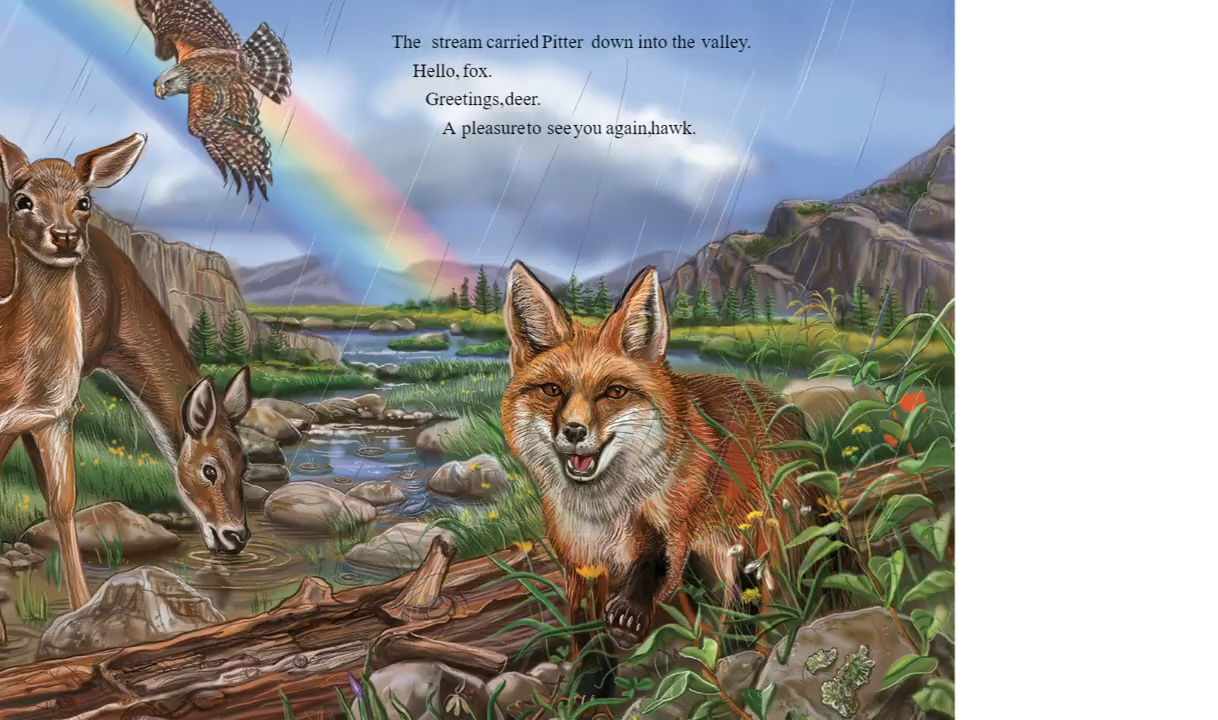 The stream carried Pitter down into the valley.
Hello, fox.
Greetings, deer.
A pleasure to see you again, hawk.